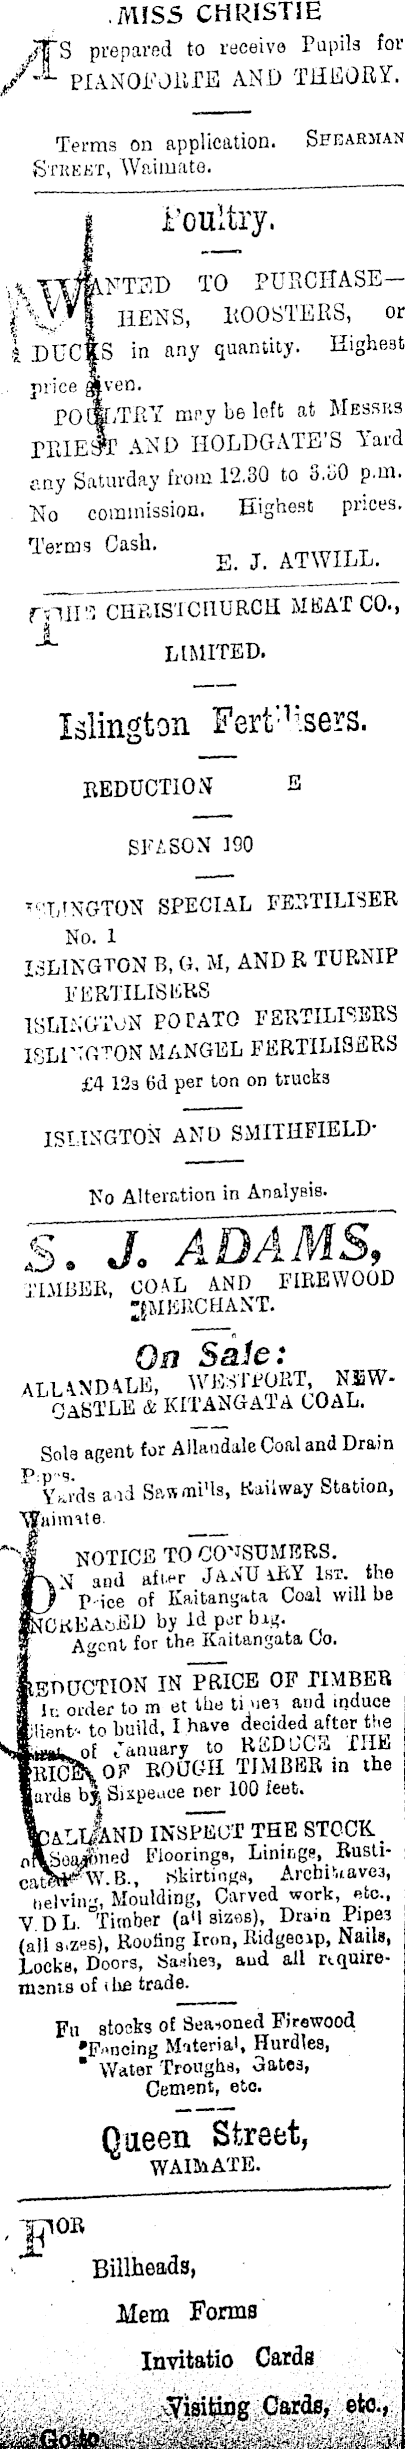 MISS CHRISTIE
IS prepared to receive Pupils for
PIANOFORTE AND THEORY.
Terms on application. SHEARMAN
STREET, Waimate.
Poultry.
WANTED TO PURCHASE—
HENS, ROOSTERS, or
DUCKS in any quantity. Highest
price given.
POULTRY may be left at MESSRS
PRIEST AND HOLDGATE'S Yard
any Saturday from 12.30 to 3.30 p.m.
No commission. Highest prices.
Terms Cash.
E. J. ATWILL.
THE CHRISTCHURCH MEAT CO.,
LIMITED.
Islington Fertilisers.
REDUCTION E
SEASON 190
ISLINGTON SPECIAL FERTILISER
No. 1
ISLINGTON B, G, M, AND R TURNIP
FERTILISERS
ISLINGTON POTATO FERTILISERS
ISLINGTON MANGEL FERTILISERS
£4 12s 6d per ton on trucks
ISLINGTON AND SMITHFIELD
No Alteration in Analysis.
S. J. ADAMS,
TIMBER, COAL AND FIREWOOD
MERCHANT.
On Sale:
ALLANDALE, WESTPORT, NEW-
CASTLE & KITANGATA COAL.
Sole agent for Allandale Coal and Drain
Pipes.
Yards and Sawmills, Railway Station,
Waimate.
NOTICE TO CONSUMERS.
ON and after JANUARY 1ST. the
Price of Kaitangata Coal will be
INCREASED by 1d per bag.
Agent for the Kaitangata Co.
REDUCTION IN PRICE OF TIMBER
In order to meet the times and induce
clients to build, I have decided after the
first of January to REDUCE THE
PRICE OF ROUGH TIMBER in the
yards by Sixpence per 100 feet.
CALL AND INSPECT THE STOCK
of Seasoned Floorings, Linings, Rusti-
cated W.B., Skirtings, Architraves,
helving, Moulding, Carved work, etc.,
V.D L. Timber (all sizes), Drain Pipes
(all sizes), Roofing Iron, Ridgecap, Nails,
Locks, Doors, Sashes, and all require-
ments of the trade.
Fu stocks of Seasoned Firewood
Fencing Material, Hurdles,
Water Troughs, Gates,
Cement, etc.
Queen Street,
WAIMATE.
FOR
Billheads,
Mem Forms
Invitatio Cards
Visiting Cards, etc.,
Go to